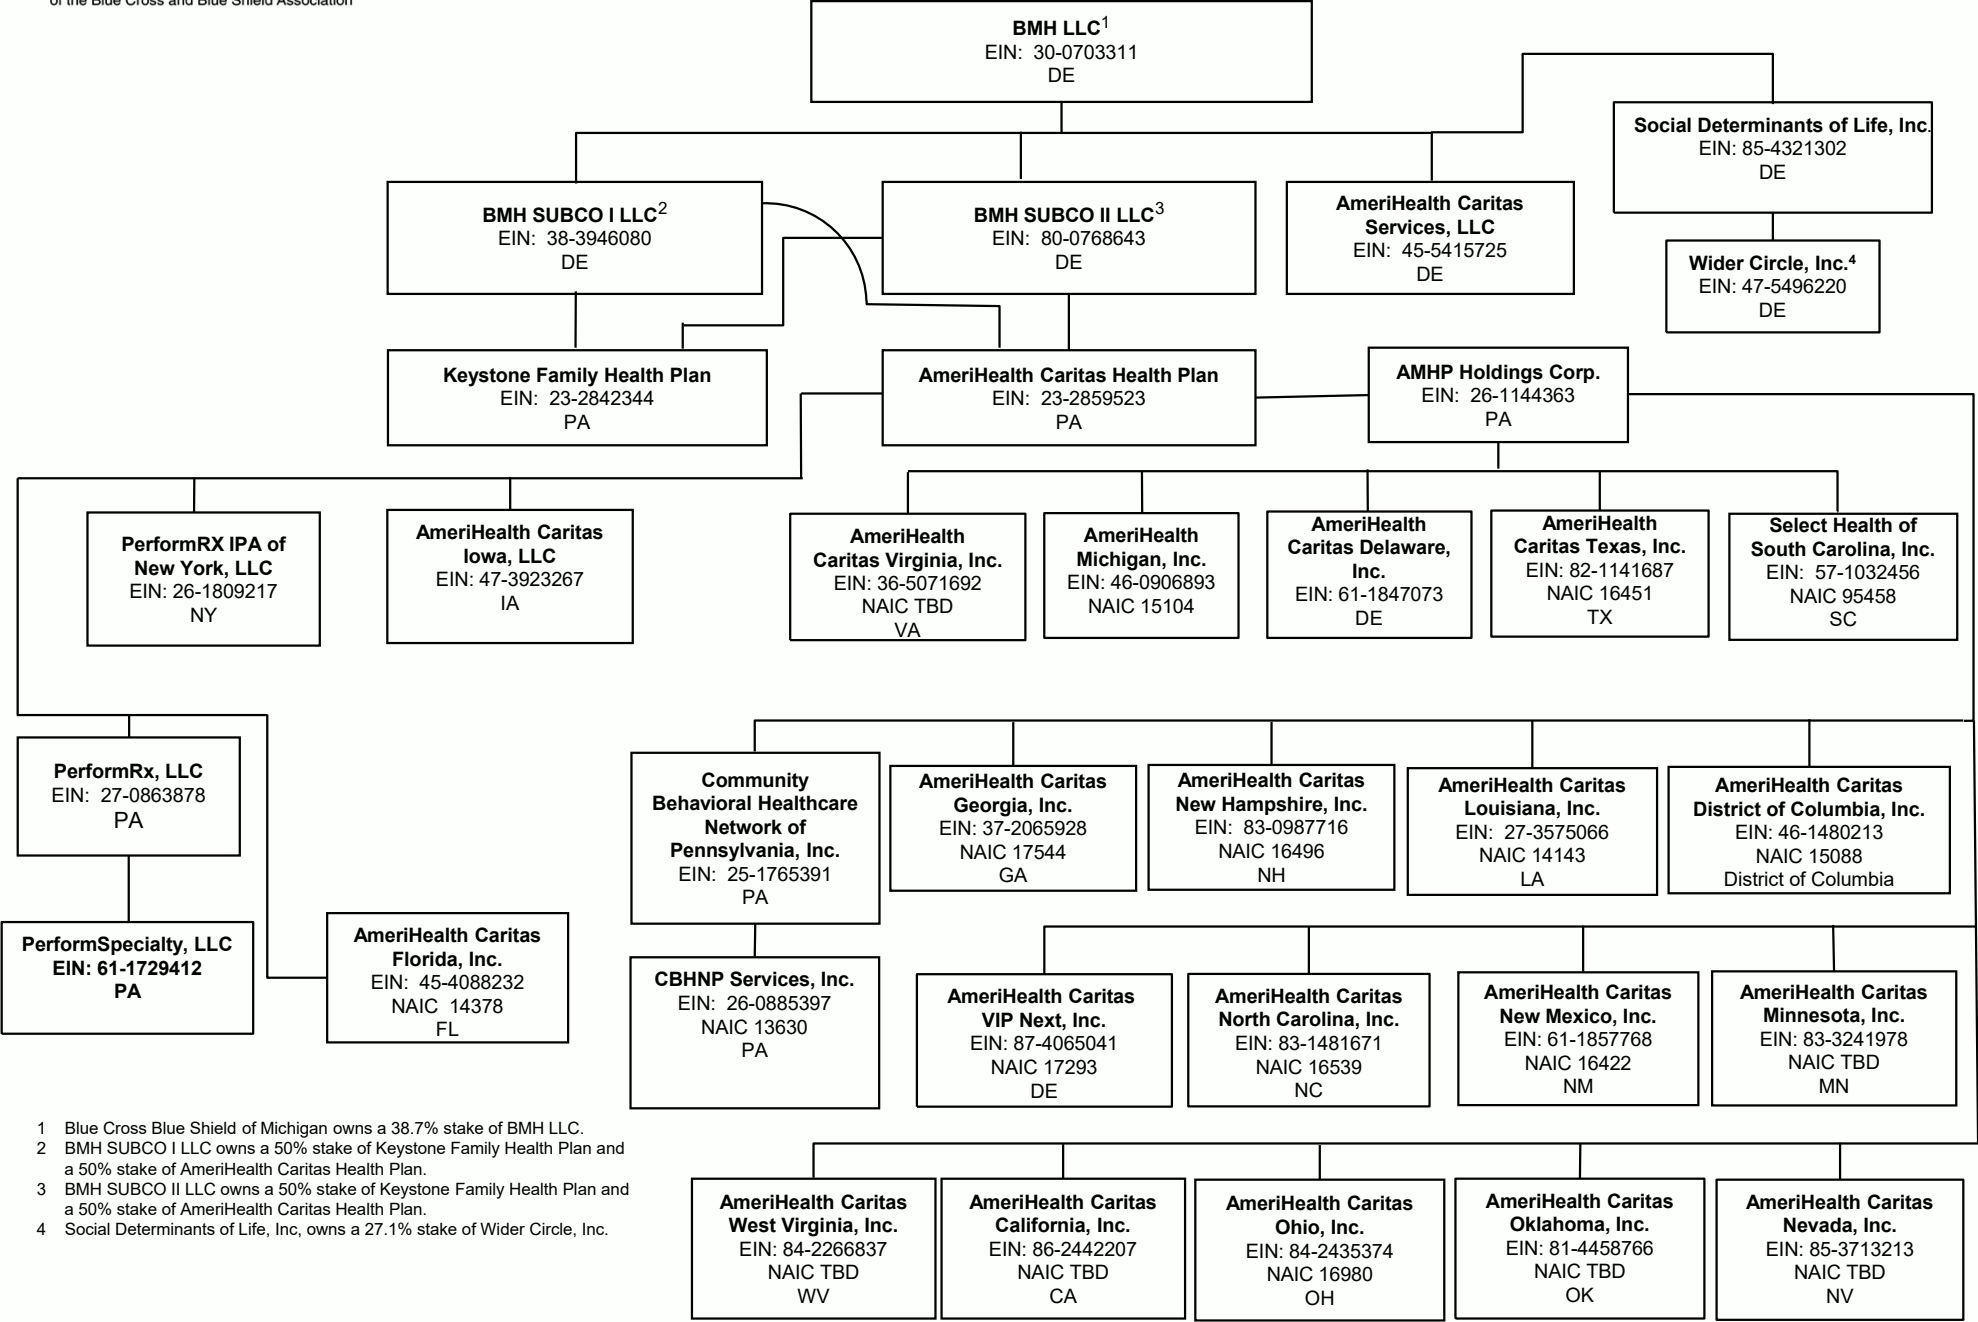 of the Blue Cross and Blue Shield Association
BMH LLC1
EIN: 30-0703311
DE
Social Determinants of Life, Inc.
EIN: 85-4321302
DE
BMH SUBCO I LLC2
EIN: 38-3946080
DE
BMH SUBCO II LLC3
EIN: 80-0768643
DE
AmeriHealth Caritas
Services, LLC
EIN: 45-5415725
DE
Wider Circle, Inc.4
EIN: 47-5496220
DE
Keystone Family Health Plan
EIN: 23-2842344
PA
AmeriHealth Caritas Health Plan
EIN: 23-2859523
PA
AMHP Holdings Corp.
EIN: 26-1144363
PA
PerformRX IPA of
New York, LLC
EIN: 26-1809217
NY
AmeriHealth Caritas
Iowa, LLC
EIN: 47-3923267
IA
AmeriHealth
Caritas Virginia, Inc.
EIN: 36-5071692
NAIC TBD
VA
AmeriHealth
Michigan, Inc.
EIN: 46-0906893
NAIC 15104
AmeriHealth
Caritas Delaware,
Inc.
EIN: 61-1847073
DE
AmeriHealth
Caritas Texas, Inc.
EIN: 82-1141687
NAIC 16451
TX
Select Health of
South Carolina, Inc.
EIN: 57-1032456
NAIC 95458
SC
PerformRx, LLC
EIN: 27-0863878
PA
Community
Behavioral Healthcare
Network of
Pennsylvania, Inc.
EIN: 25-1765391
PA
AmeriHealth Caritas
Georgia, Inc.
EIN: 37-2065928
NAIC 17544
GA
AmeriHealth Caritas
New Hampshire, Inc.
EIN: 83-0987716
NAIC 16496
NH
AmeriHealth Caritas
Louisiana, Inc.
EIN: 27-3575066
NAIC 14143
LA
AmeriHealth Caritas
District of Columbia, Inc.
EIN: 46-1480213
NAIC 15088
District of Columbia
PerformSpecialty, LLC
EIN: 61-1729412
PA
AmeriHealth Caritas
Florida, Inc.
EIN: 45-4088232
NAIC 14378
FL
CBHNP Services, Inc.
EIN: 26-0885397
NAIC 13630
PA
AmeriHealth Caritas
VIP Next, Inc.
EIN: 87-4065041
NAIC 17293
DE
AmeriHealth Caritas
North Carolina, Inc.
EIN: 83-1481671
NAIC 16539
NC
AmeriHealth Caritas
New Mexico, Inc.
EIN: 61-1857768
NAIC 16422
NM
AmeriHealth Caritas
Minnesota, Inc.
EIN: 83-3241978
NAIC TBD
MN
1 Blue Cross Blue Shield of Michigan owns a 38.7% stake of BMH LLC.
2 BMH SUBCO I LLC owns a 50% stake of Keystone Family Health Plan and
a 50% stake of AmeriHealth Caritas Health Plan.
3 BMH SUBCO II LLC owns a 50% stake of Keystone Family Health Plan and
a 50% stake of AmeriHealth Caritas Health Plan.
4 Social Determinants of Life, Inc, owns a 27.1% stake of Wider Circle, Inc.
AmeriHealth Caritas
West Virginia, Inc.
EIN: 84-2266837
NAIC TBD
WV
AmeriHealth Caritas
California, Inc.
EIN: 86-2442207
NAIC TBD
CA
AmeriHealth Caritas
Ohio, Inc.
EIN: 84-2435374
NAIC 16980
OH
AmeriHealth Caritas
Oklahoma, Inc.
EIN: 81-4458766
NAIC TBD
OK
AmeriHealth Caritas
Nevada, Inc.
EIN: 85-3713213
NAIC TBD
NV